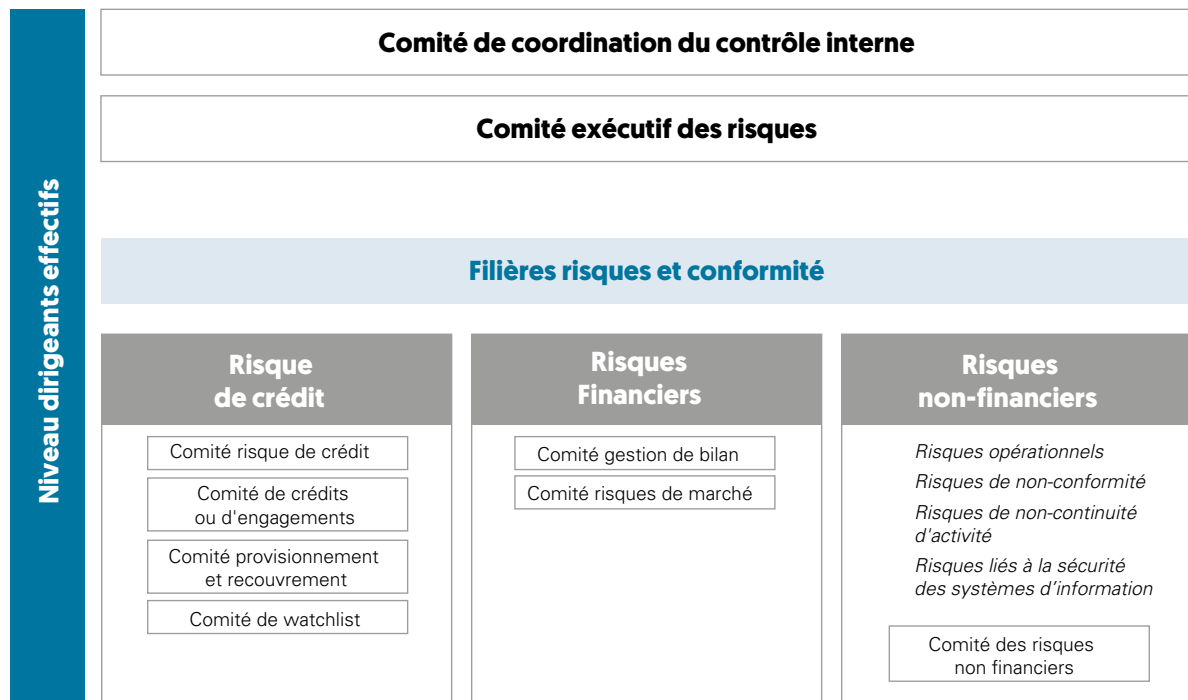 Niveau dirigeants effectifs
Comité de coordination du contrôle interne
Comité exécutif des risques
Filières risques et conformité
Risque
de crédit
Comité risque de crédit
Comité de crédits
ou d'engagements
Comité provisionnement
et recouvrement
Comité de watchlist
Risques
Financiers
Comité gestion de bilan
Comité risques de marché
Risques
non-financiers
Risques opérationnels
Risques de non-conformité
Risques de non-continuité
d'activité
Risques liés à la sécurité
des systèmes d’information
Comité des risques
non financiers